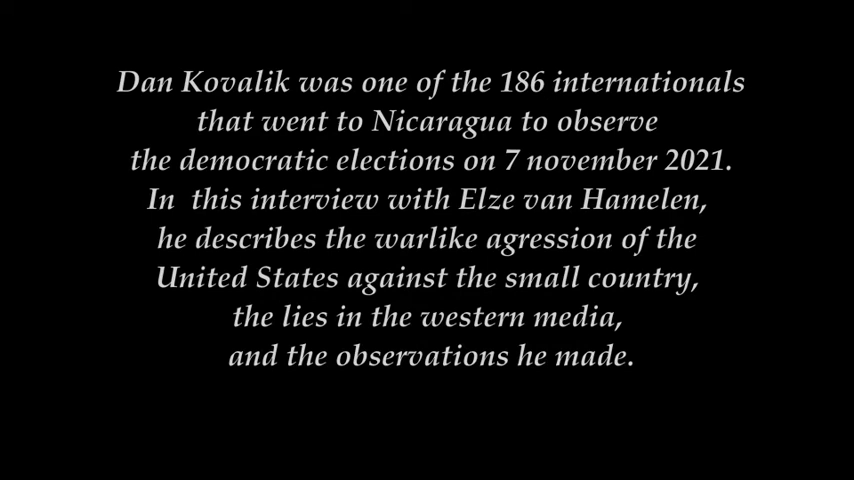 Dan Kovalik was one of the 186 internationals
that went to Nicaragua to observe
the democratic elections on 7 november 2021.
In this interview with Elze van Hamelen,
he describes the warlike agression of the
United States against the small country,
the lies in the western media,
and the observations he made.